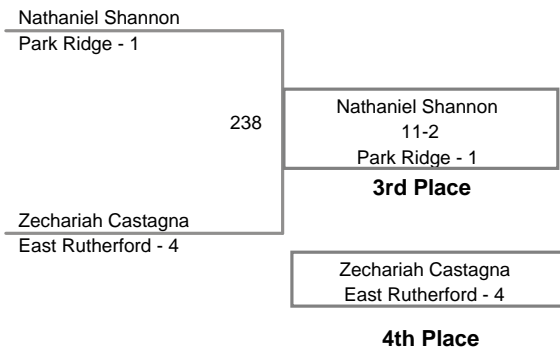 Nathaniel Shannon
Park Ridge - 1
238
Nathaniel Shannon
11-2
Park Ridge - 1
3rd Place
Zechariah Castagna
East Rutherford - 4
Zechariah Castagna
East Rutherford - 4
4th Place